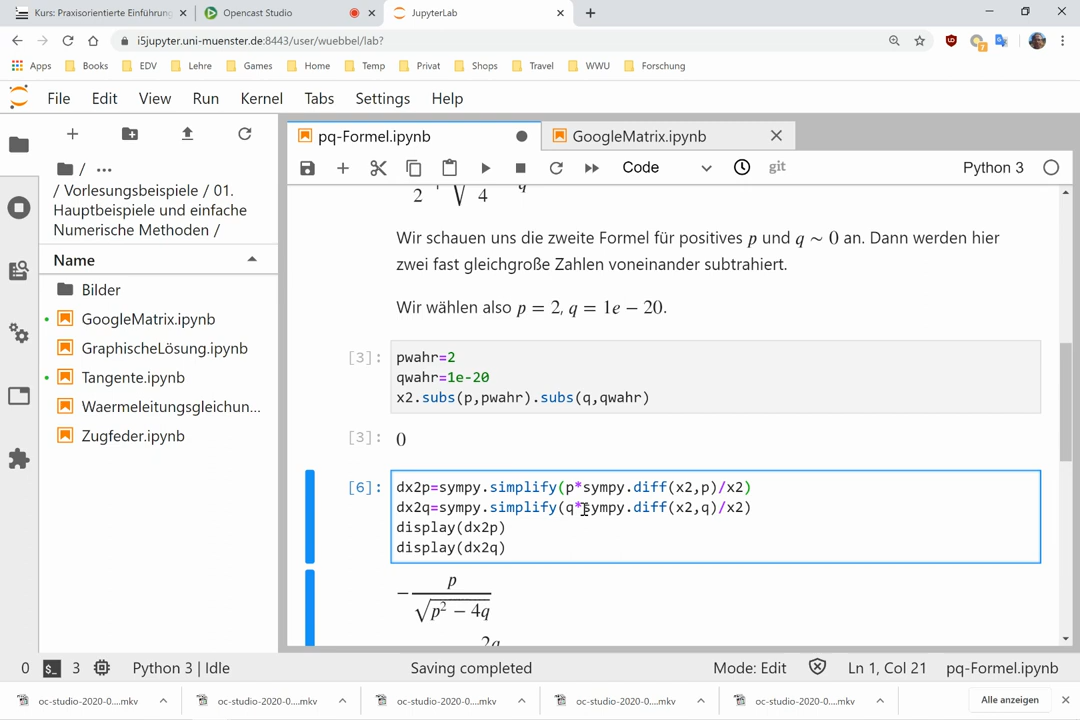 Kurs: Praxisorientierte Einführung
Opencast Studio
JupyterLab
i5jupyter.uni-muenster.de:8443/user/wuebbel/lab?
7
Apps Books EDV Lehre Games Home Temp Privat Shops Travel WWU Forschung
File Edit View Run Kernel Tabs Settings Help
pq-Formel.ipynb
GoogleMatrix.ipynb
Code
git
Python 3
/ ...
/ Vorlesungsbeispiele / 01.
Hauptbeispiele und einfache
Numerische Methoden /
Name
Bilder
GoogleMatrix.ipynb
GraphischeLösung.ipynb
Tangente.ipynb
Waermeleitungsgleichun...
Zugfeder.ipynb
2 + √ 4 q
Wir schauen uns die zweite Formel für positives p und q ∼ 0 an. Dann werden hier
zwei fast gleichgroße Zahlen voneinander subtrahiert.
Wir wählen also p = 2, q = 1e − 20.
[3]:
pwahr=2
qwahr=1e-20
x2.subs(p,pwahr).subs(q,qwahr)
[3]: 0
[6]:
dx2p=sympy.simplify(p*sympy.diff(x2,p)/x2)
dx2q=sympy.simplify(q*sympy.diff(x2,q)/x2)
display(dx2p)
display(dx2q)
− p
√p² − 4q
2q
0 $_ 3 Python 3 | Idle Saving completed Mode: Edit Ln 1, Col 21 pq-Formel.ipynb
oc-studio-2020-0....mkv oc-studio-2020-0....mkv oc-studio-2020-0....mkv oc-studio-2020-0....mkv oc-studio-2020-0....mkv Alle anzeigen